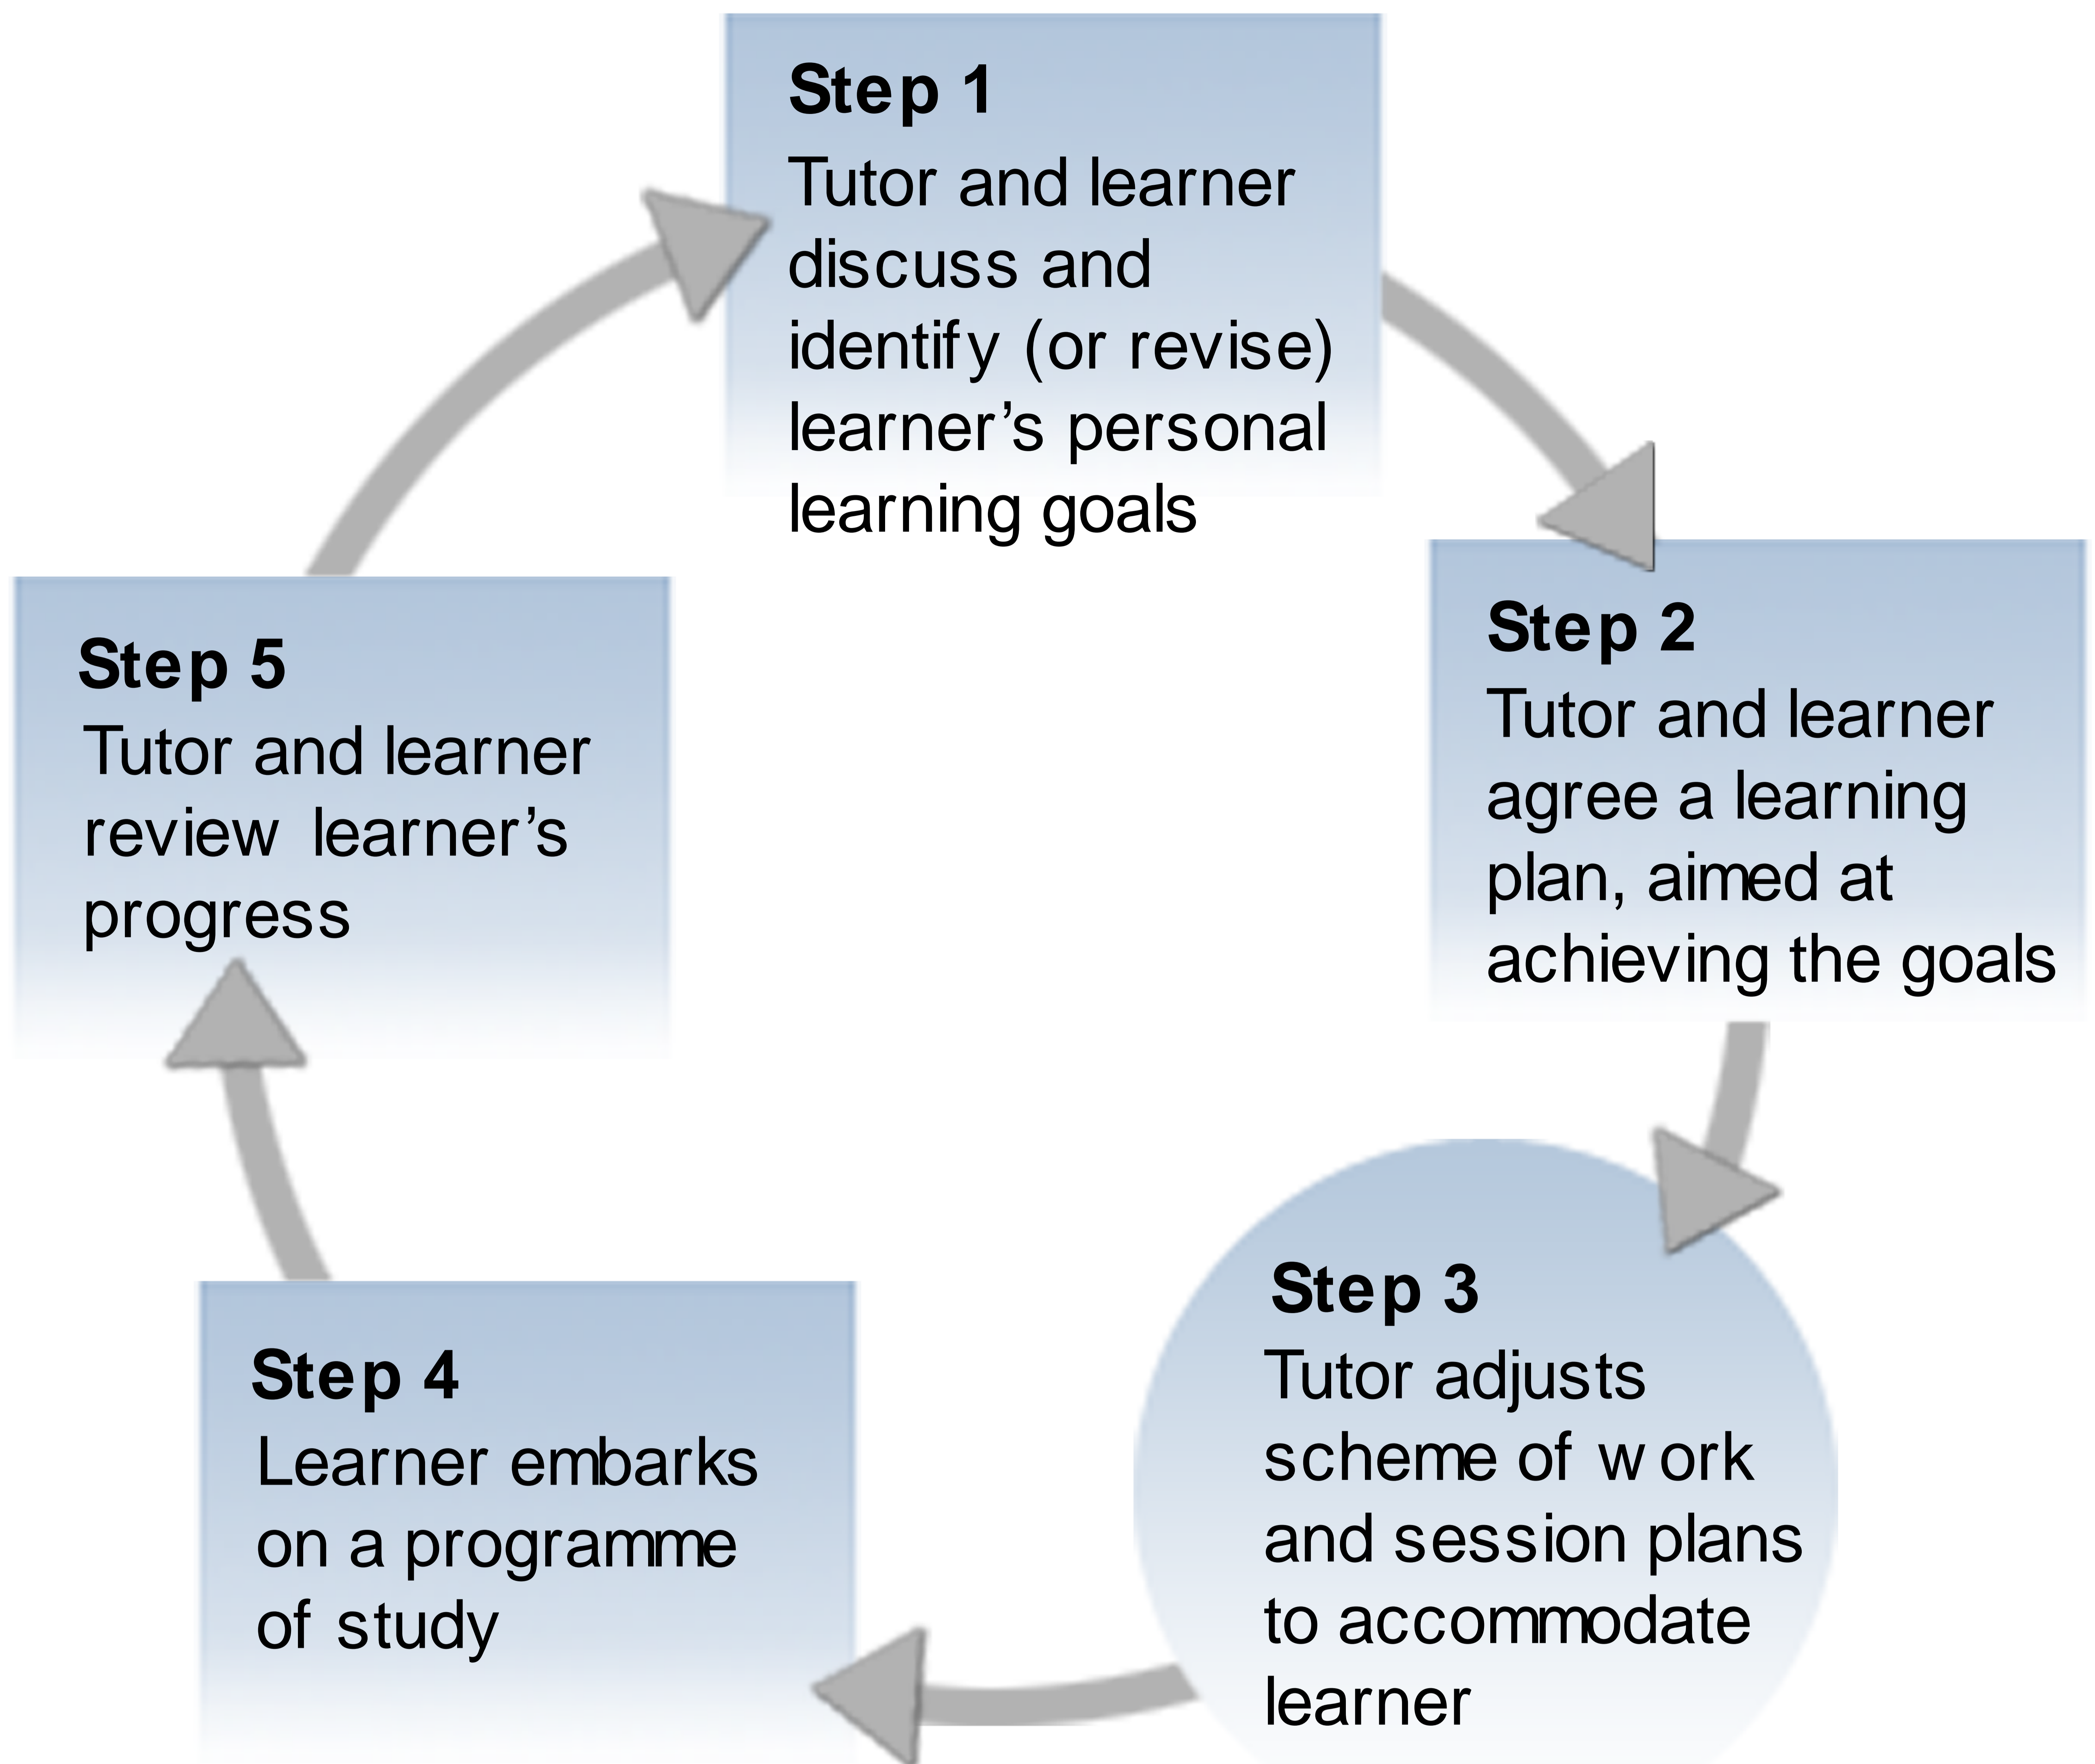 Step 1
Tutor and learner
discuss and
identify (or revise)
learner’s personal
learning goals
Step 2
Tutor and learner
agree a learning
plan, aimed at
achieving the goals
Step 3
Tutor adjusts
scheme of work
and session plans
to accommodate
learner
Step 4
Learner embarks
on a programme
of study
Step 5
Tutor and learner
review learner’s
progress